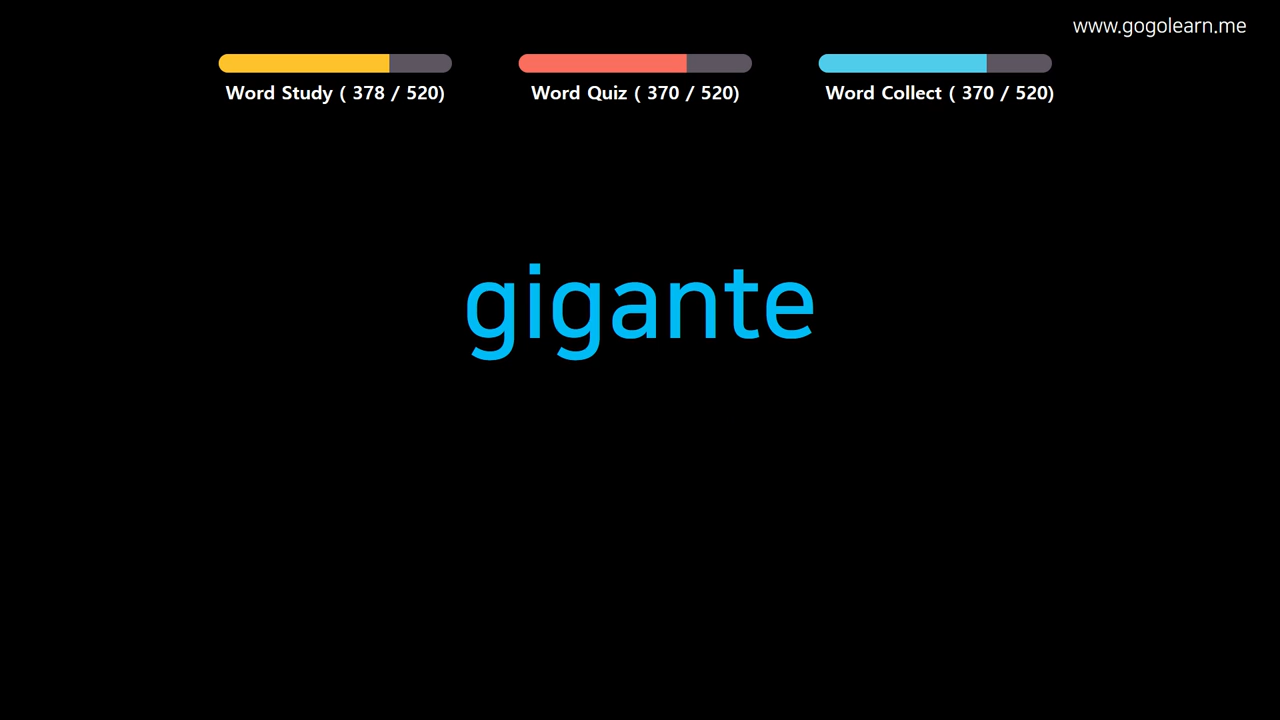 www.gogolearn.me
Word Study ( 378 / 520)
Word Quiz ( 370 / 520)
Word Collect ( 370 / 520)
gigante